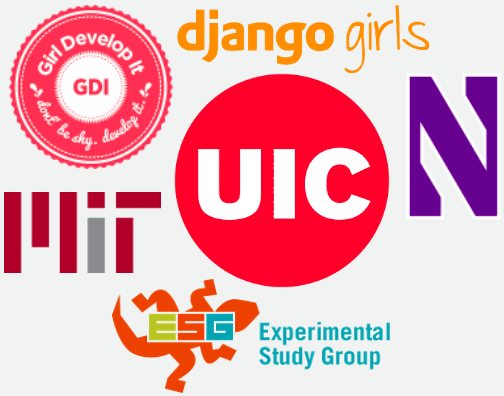 django girls
Girl Develop It
GDI
don't be shy. develop it.
UIC
N
MIT
ESG
Experimental
Study Group